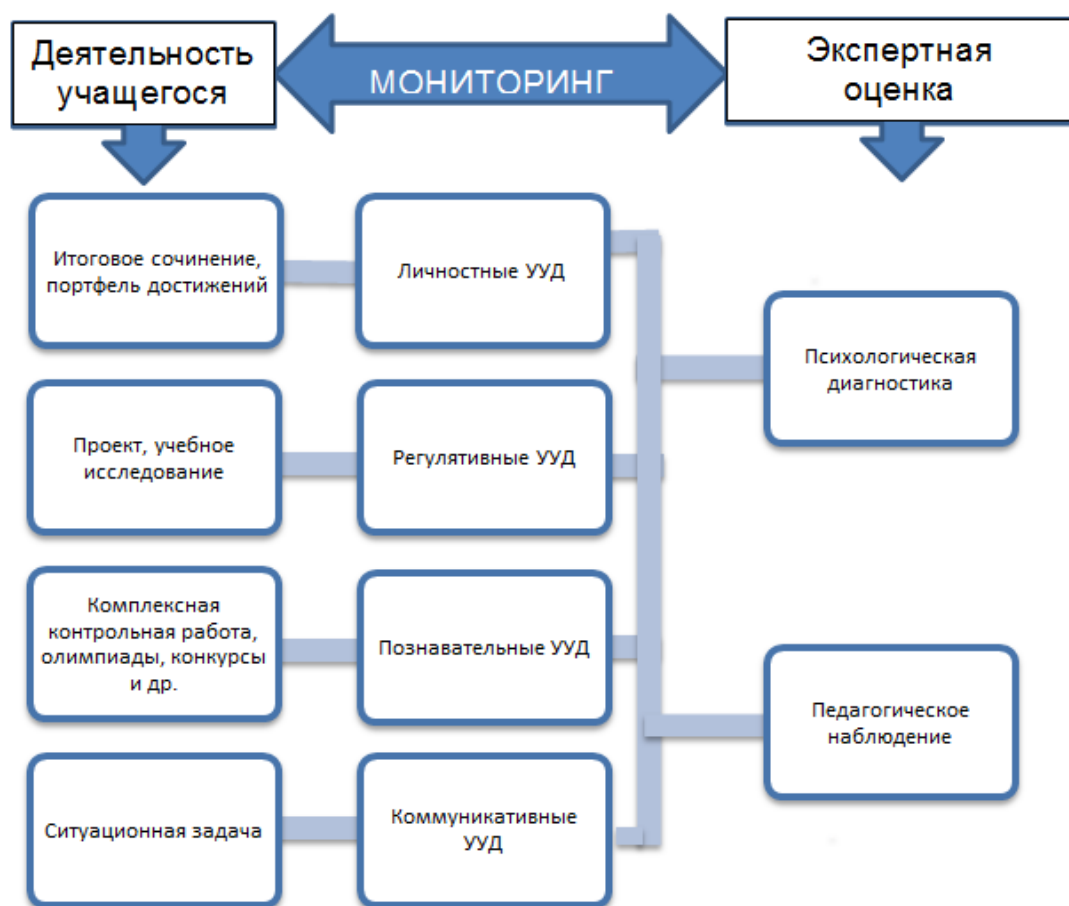 Деятельность
учащегося
МОНИТОРИНГ
Экспертная
оценка
Итоговое сочинение,
портфель достижений
Личностные УУД
Психологическая
диагностика
Проект, учебное
исследование
Регулятивные УУД
Комплексная
контрольная работа,
олимпиады, конкурсы
и др.
Познавательные УУД
Педагогическое
наблюдение
Ситуационная задача
Коммуникативные
УУД